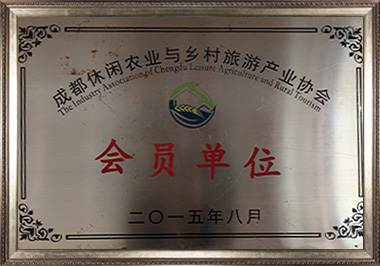 成都休闲农业与乡村旅游产业协会
The Industry Association of Chengdu Leisure Agriculture and Rural Tourism
会员单位
二〇一五年八月